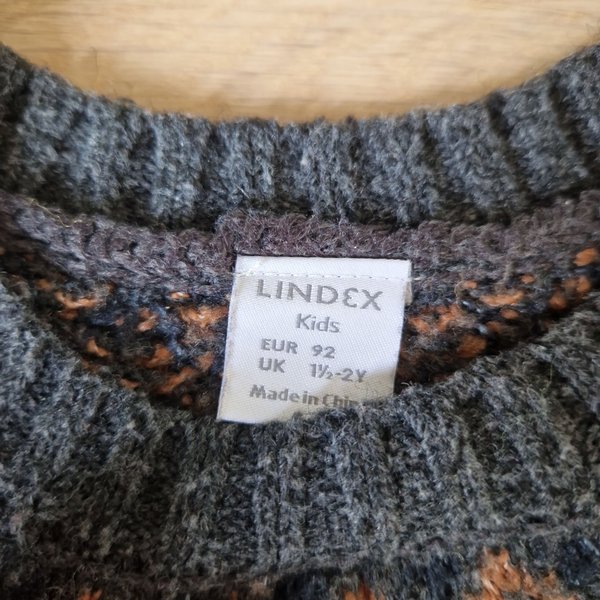 LINDEX
Kids
EUR 92
UK 1½-2Y
Made in